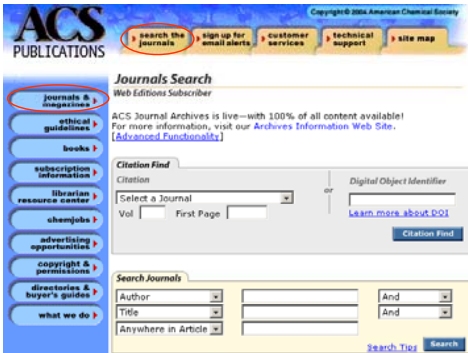 Copyright© 2004 American Chemical Society
ACS
PUBLICATIONS
search the
journals
sign up for
email alerts
customer
services
technical
support
site map
journals &
magazines
ethical
guidelines
books
subscription
information
librarian
resource center
chemjobs
advertising
opportunities
copyright &
permissions
directories &
buyer's guides
what we do
Journals Search
Web Editions Subscriber
ACS Journal Archives is live—with 100% of all content available!
For more information, visit our Archives Information Web Site.
[Advanced Functionality]
Citation Find
Citation
Select a Journal
Vol First Page
or
Digital Object Identifier
Learn more about DOI
Citation Find
Search Journals
Author And
Title And
Anywhere in Article
Search Tips Search